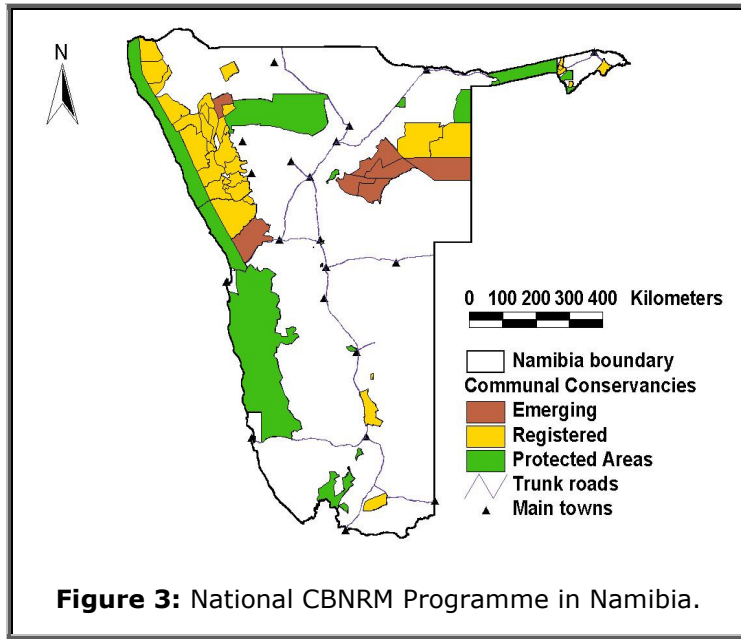 N
0 100 200 300 400 Kilometers
Namibia boundary
Communal Conservancies
Emerging
Registered
Protected Areas
Trunk roads
Main towns
Figure 3: National CBNRM Programme in Namibia.